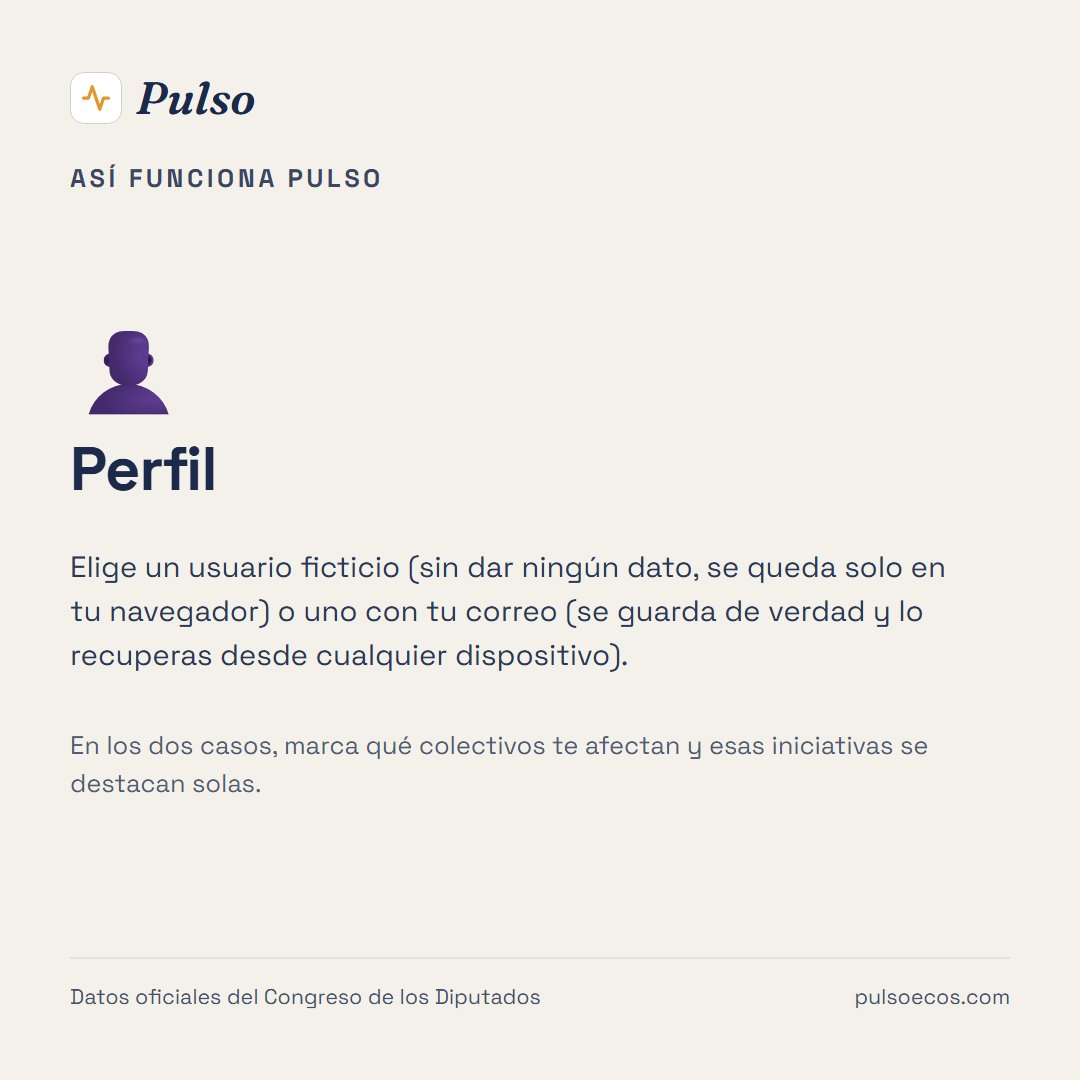 Pulso
ASÍ FUNCIONA PULSO
Perfil
Elige un usuario ficticio (sin dar ningún dato, se queda solo en
tu navegador) o uno con tu correo (se guarda de verdad y lo
recuperas desde cualquier dispositivo).
En los dos casos, marca qué colectivos te afectan y esas iniciativas se
destacan solas.
Datos oficiales del Congreso de los Diputados
pulsoecos.com